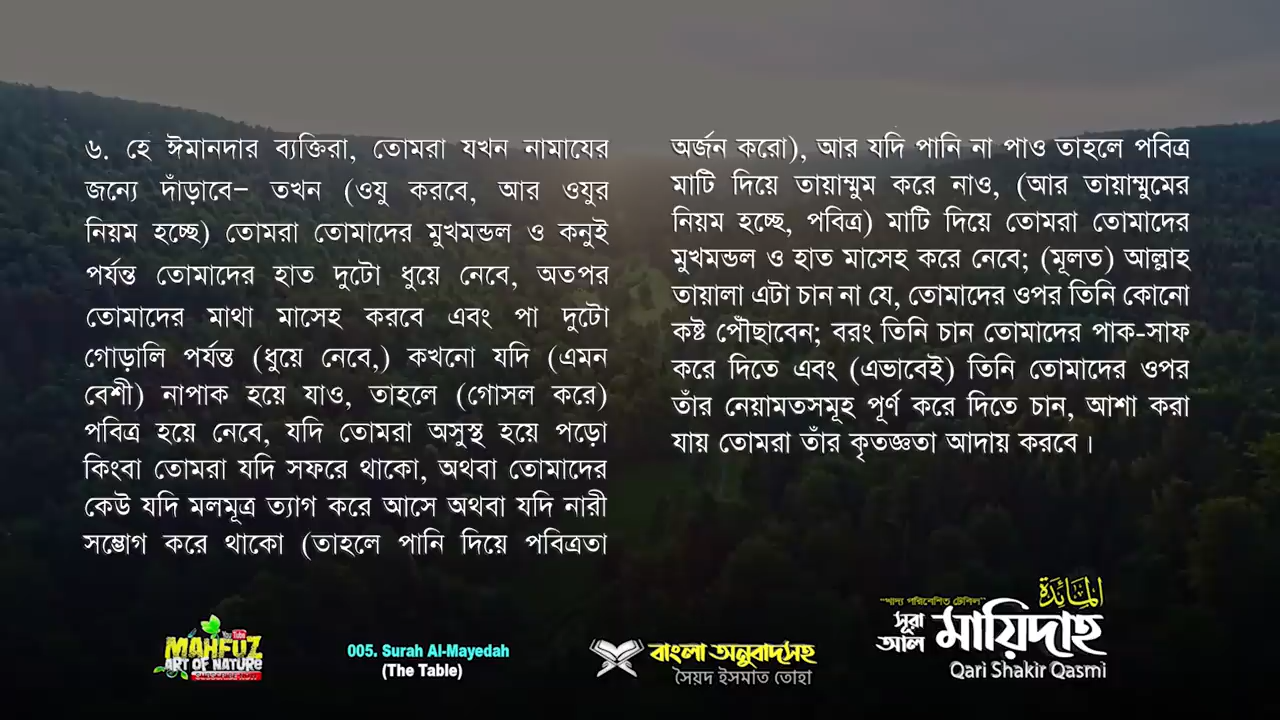 ৬. হে ঈমানদার ব্যক্তিরা, তোমরা যখন নামাযের
জন্যে দাঁড়াবে– তখন (ওযু করবে, আর ওযুর
নিয়ম হচ্ছে) তোমরা তোমাদের মুখমন্ডল ও কনুই
পর্যন্ত তোমাদের হাত দুটো ধুয়ে নেবে, অতপর
তোমাদের মাথা মাসেহ করবে এবং পা দুটো
গোড়ালি পর্যন্ত (ধুয়ে নেবে,) কখনো যদি (এমন
বেশী) নাপাক হয়ে যাও, তাহলে (গোসল করে)
পবিত্র হয়ে নেবে, যদি তোমরা অসুস্থ হয়ে পড়ো
কিংবা তোমরা যদি সফরে থাকো, অথবা তোমাদের
কেউ যদি মলমূত্র ত্যাগ করে আসে অথবা যদি নারী
সম্ভোগ করে থাকো (তাহলে পানি দিয়ে পবিত্রতা
অর্জন করো), আর যদি পানি না পাও তাহলে পবিত্র
মাটি দিয়ে তায়াম্মুম করে নাও, (আর তায়াম্মুমের
নিয়ম হচ্ছে, পবিত্র) মাটি দিয়ে তোমরা তোমাদের
মুখমন্ডল ও হাত মাসেহ করে নেবে; (মূলত) আল্লাহ
তায়ালা এটা চান না যে, তোমাদের ওপর তিনি কোনো
কষ্ট পৌঁছাবেন; বরং তিনি চান তোমাদের পাক-সাফ
করে দিতে এবং (এভাবেই) তিনি তোমাদের ওপর
তাঁর নেয়ামতসমূহ পূর্ণ করে দিতে চান, আশা করা
যায় তোমরা তাঁর কৃতজ্ঞতা আদায় করবে।
You Tube
MAHFUZ
ART OF NATURE
SUBSCRIBE NOW
005. Surah Al-Mayedah
(The Table)
বাংলা অনুবাদসহ
সৈয়দ ইসমাত তোহা
المائدة
"খাদ্য পরিবেশিত টেবিল"
সূরা
আল
মায়িদাহ
Qari Shakir Qasmi